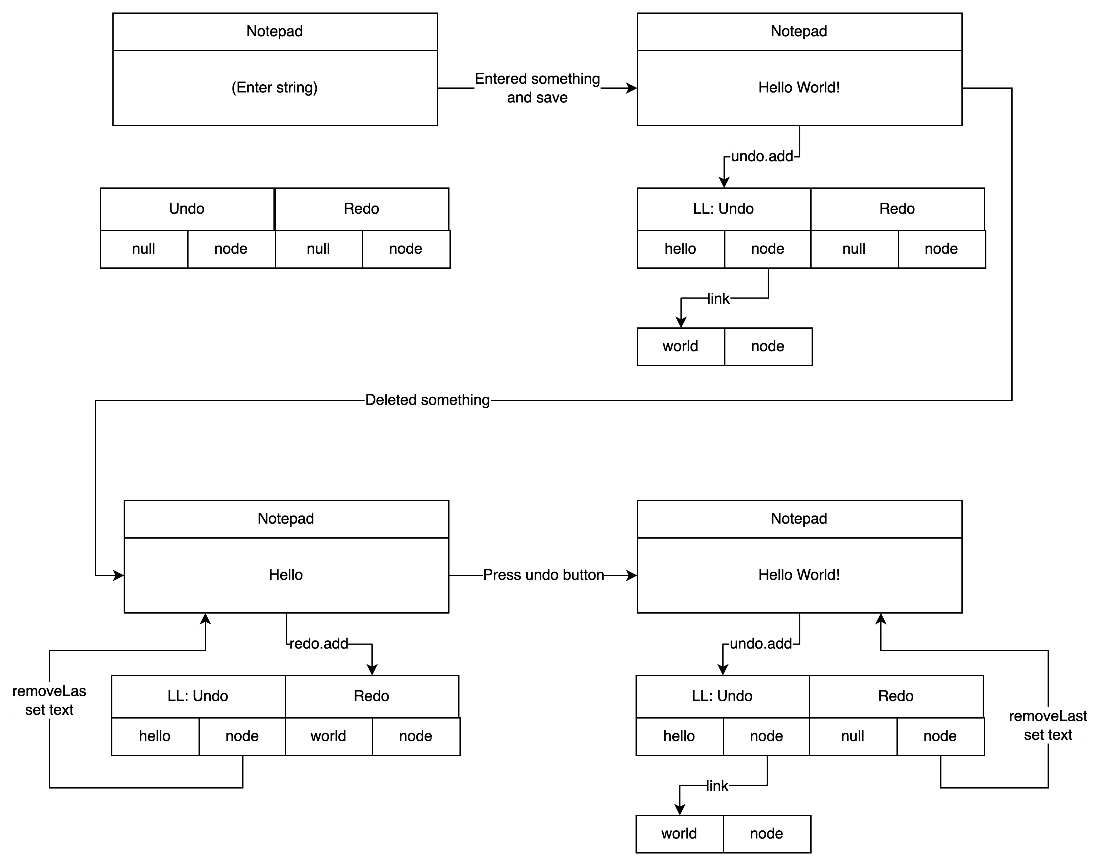 Notepad
(Enter string)
Entered something
and save
Notepad
Hello World!
undo.add
Undo
Redo
null
node
null
node
LL: Undo
Redo
hello
node
null
node
link
world
node
Deleted something
Notepad
Hello
Press undo button
Notepad
Hello World!
redo.add
undo.add
removeLas
set text
LL: Undo
Redo
hello
node
world
node
LL: Undo
Redo
hello
node
null
node
removeLast
set text
link
world
node